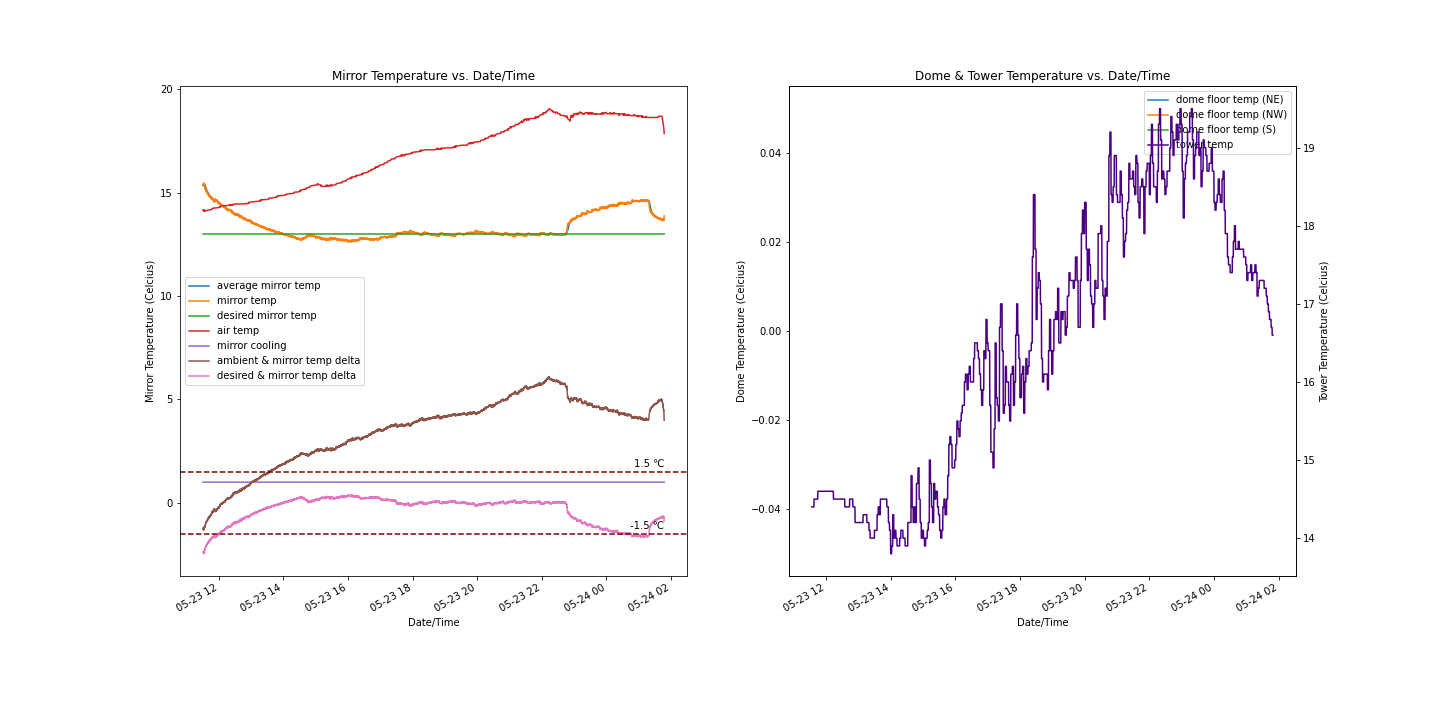 Mirror Temperature vs. Date/Time
20
15
10
5
0
Mirror Temperature (Celcius)
average mirror temp
mirror temp
desired mirror temp
air temp
mirror cooling
ambient & mirror temp delta
desired & mirror temp delta
1.5 °C
-1.5 °C
05-23 12
05-23 14
05-23 16
05-23 18
05-23 20
05-23 22
05-24 00
05-24 02
Date/Time
Dome & Tower Temperature vs. Date/Time
0.04
0.02
0.00
−0.02
−0.04
Dome Temperature (Celcius)
dome floor temp (NE)
dome floor temp (NW)
dome floor temp (S)
tower temp
19
18
17
16
15
14
Tower Temperature (Celcius)
05-23 12
05-23 14
05-23 16
05-23 18
05-23 20
05-23 22
05-24 00
05-24 02
Date/Time